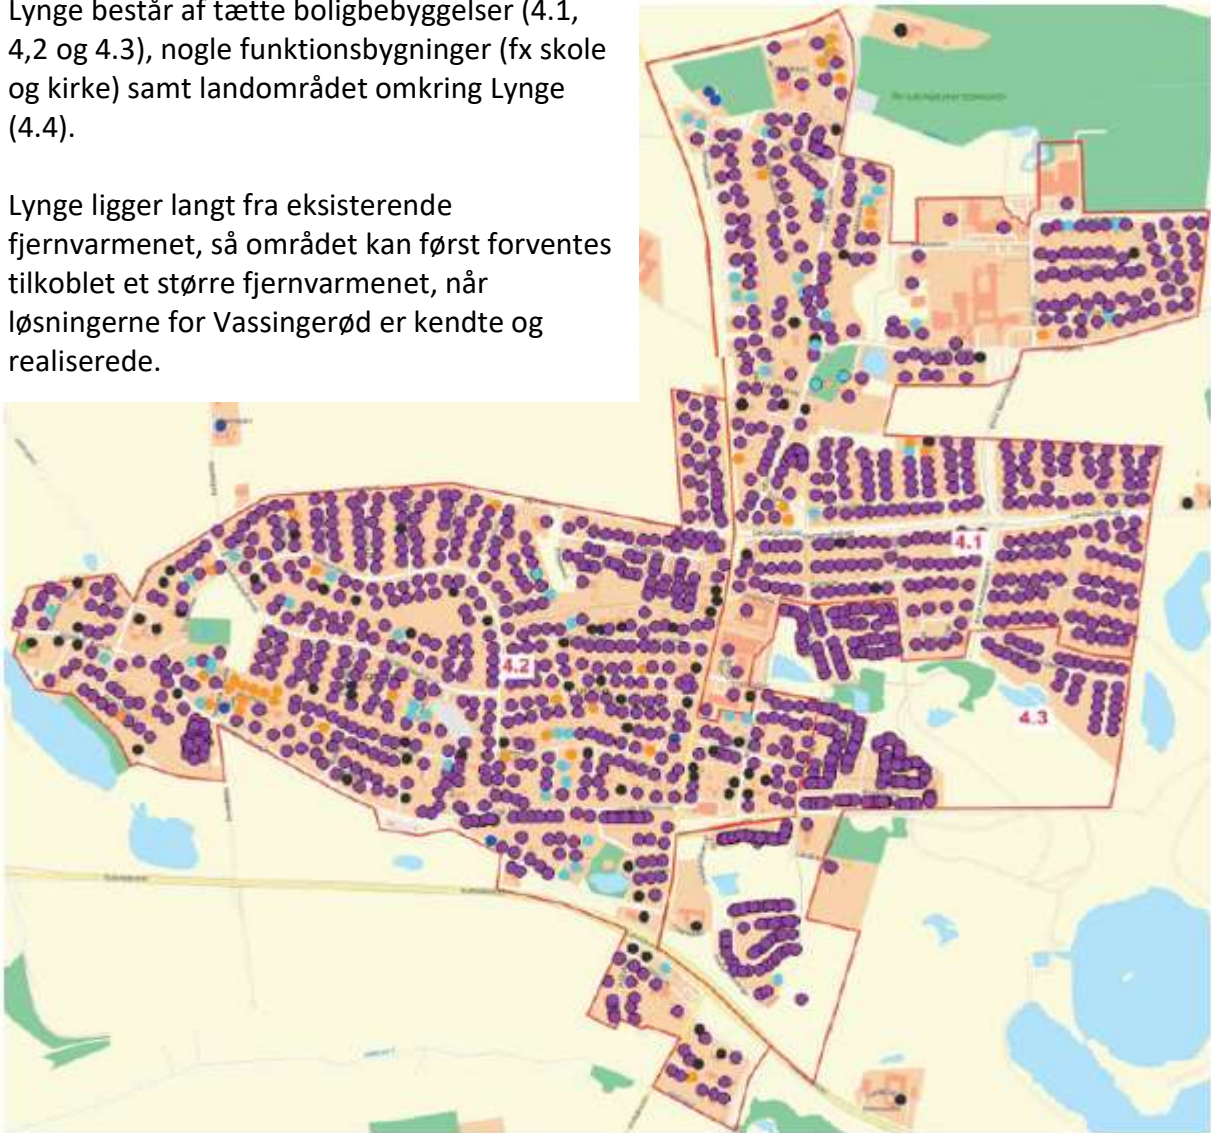 Lynge består af tætte boligbebyggelser (4.1,
4,2 og 4.3), nogle funktionsbygninger (fx skole
og kirke) samt landområdet omkring Lynge
(4.4).
Lynge ligger langt fra eksisterende
fjernvarmenet, så området kan først forventes
tilkoblet et større fjernvarmenet, når
løsningerne for Vassingerød er kendte og
realiserede.
4.1
4.2
4.3